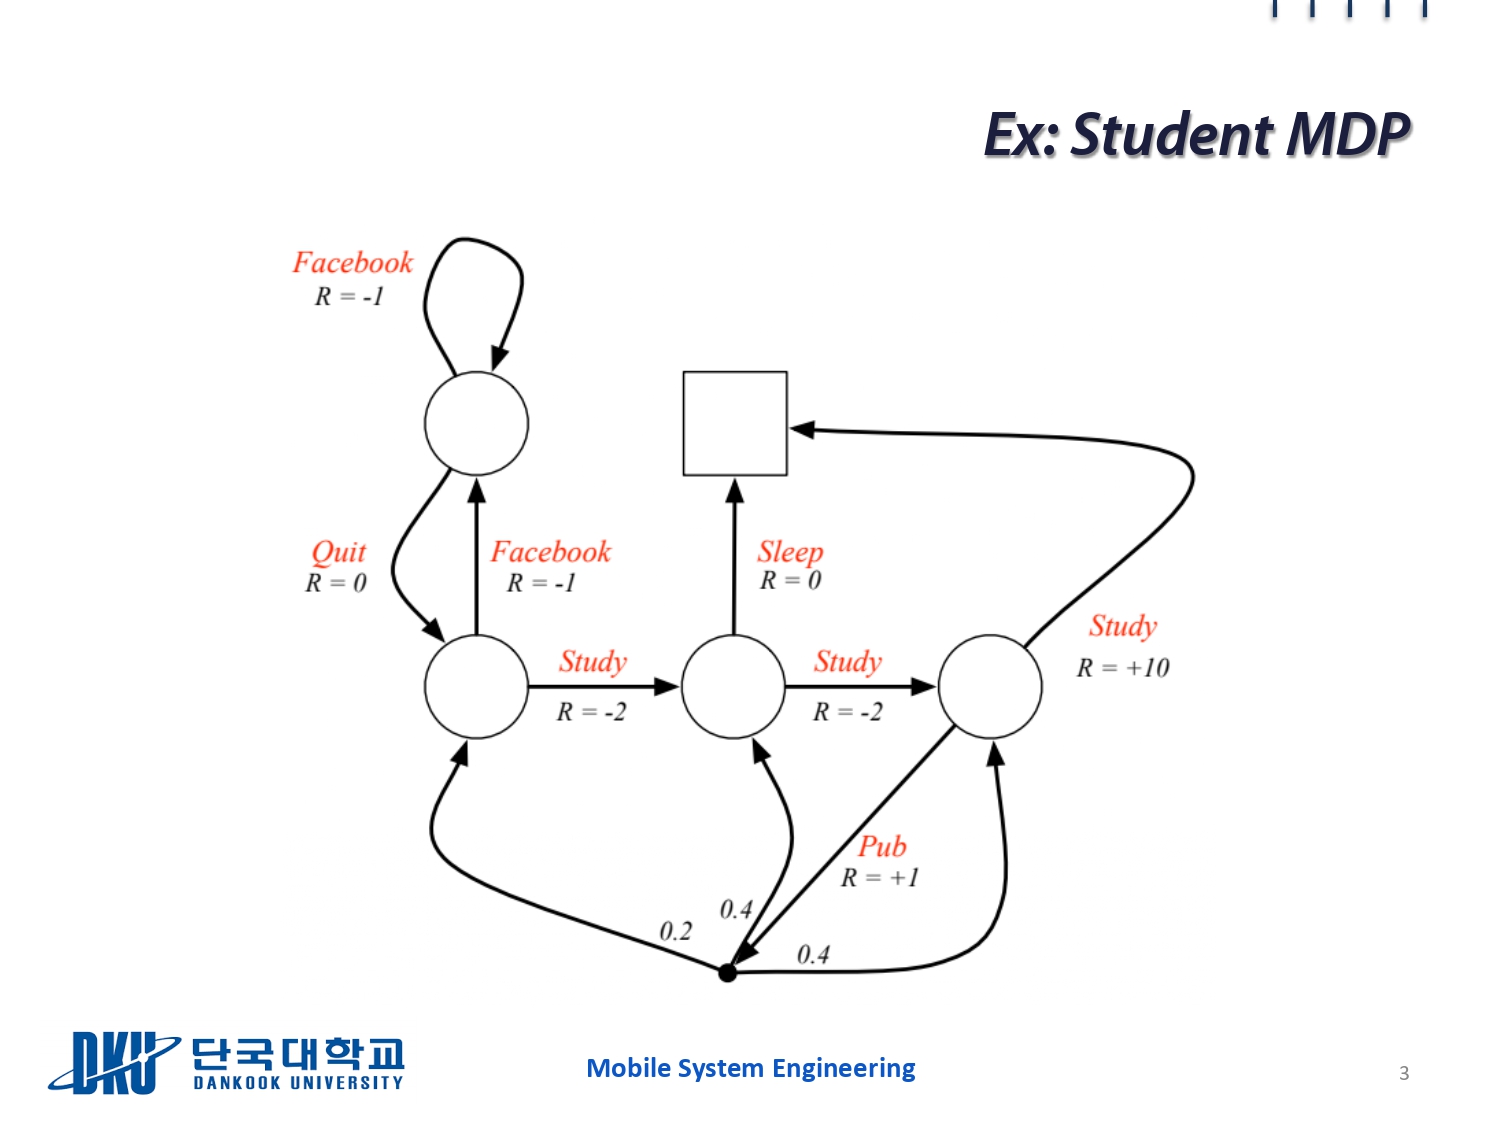 Ex: Student MDP
Facebook
R = -1
Quit
R = 0
Facebook
R = -1
Sleep
R = 0
Study
R = -2
Study
R = -2
Study
R = +10
Pub
R = +1
0.2
0.4
0.4
DKU
단국대학교
DANKOOK UNIVERSITY
Mobile System Engineering
3